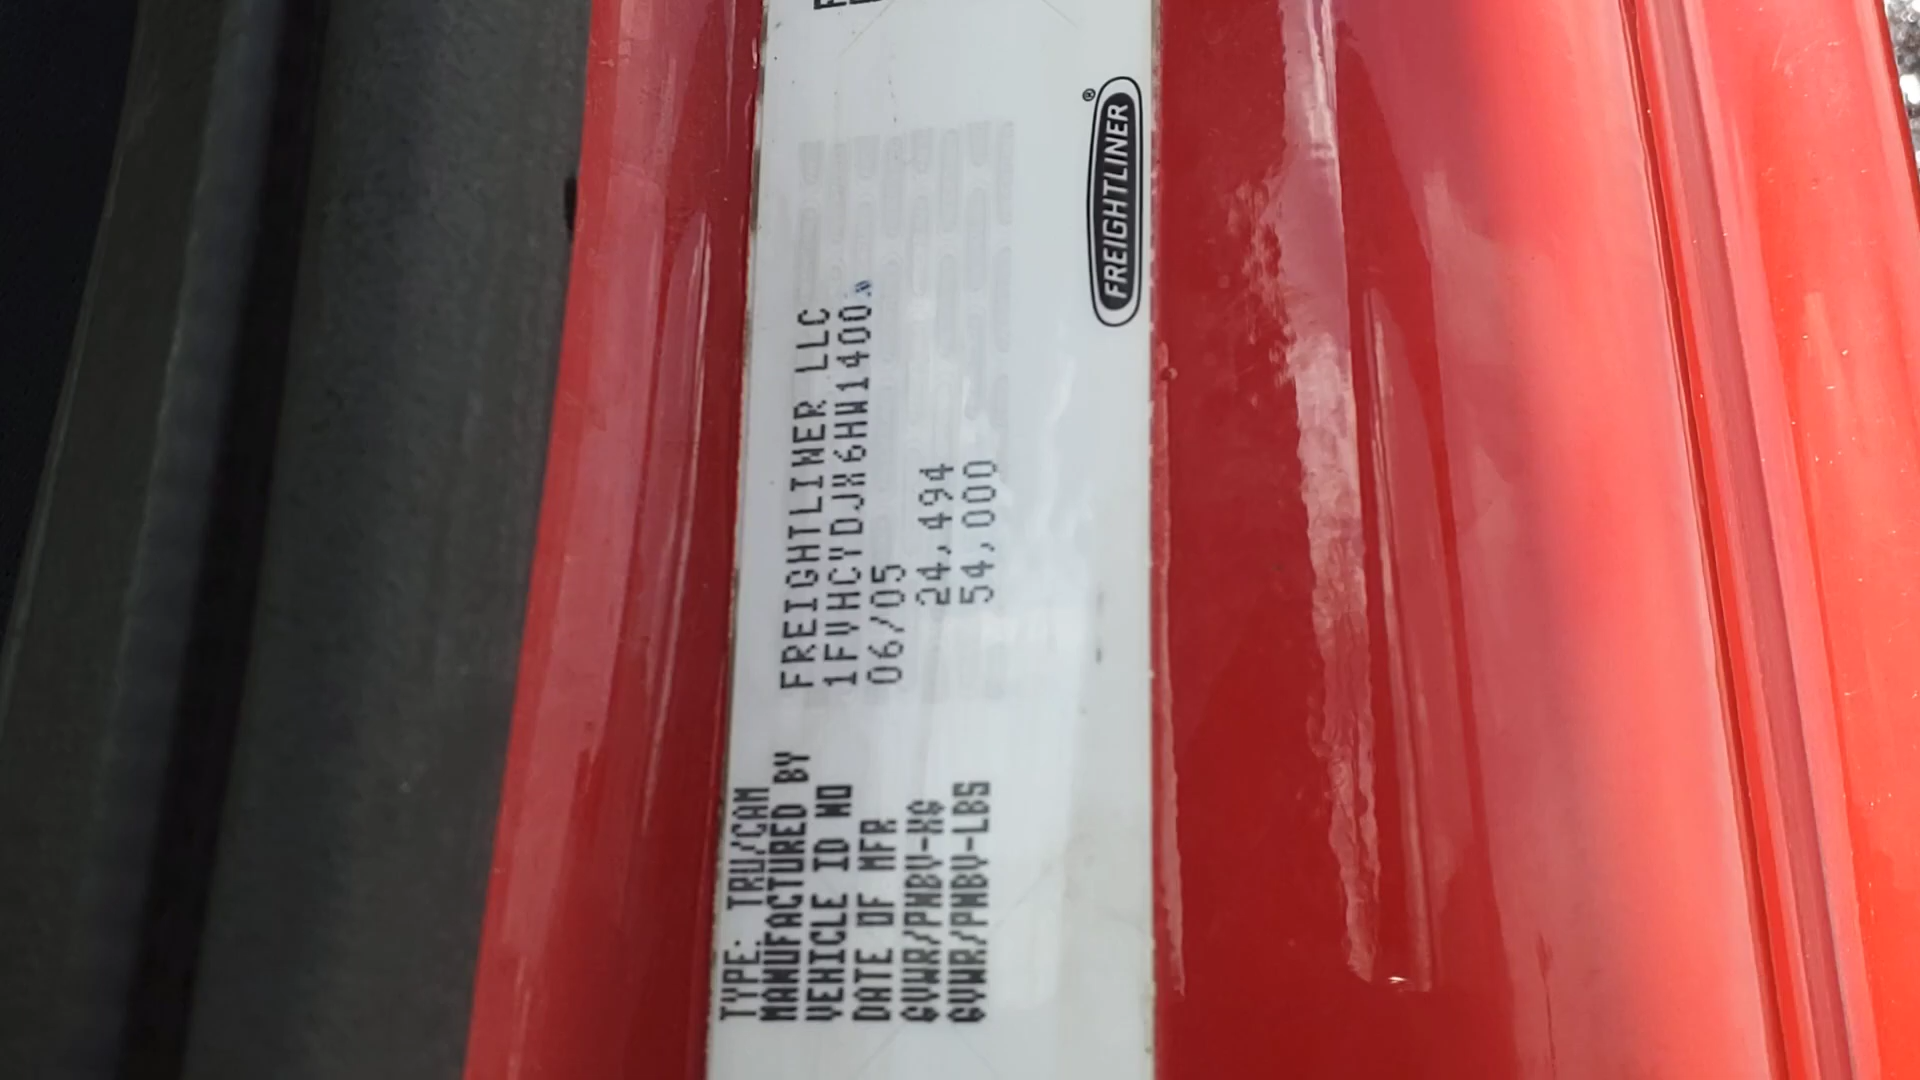 TYPE: TRU/CAM
MANUFACTURED BY FREIGHTLINER LLC
VEHICLE ID NO 1FVHCYDJX6HW1400
DATE OF MFR 06/05
GVWR/PNBV-KG 24,494
GVWR/PNBV-LBS 54,000
FREIGHTLINER®